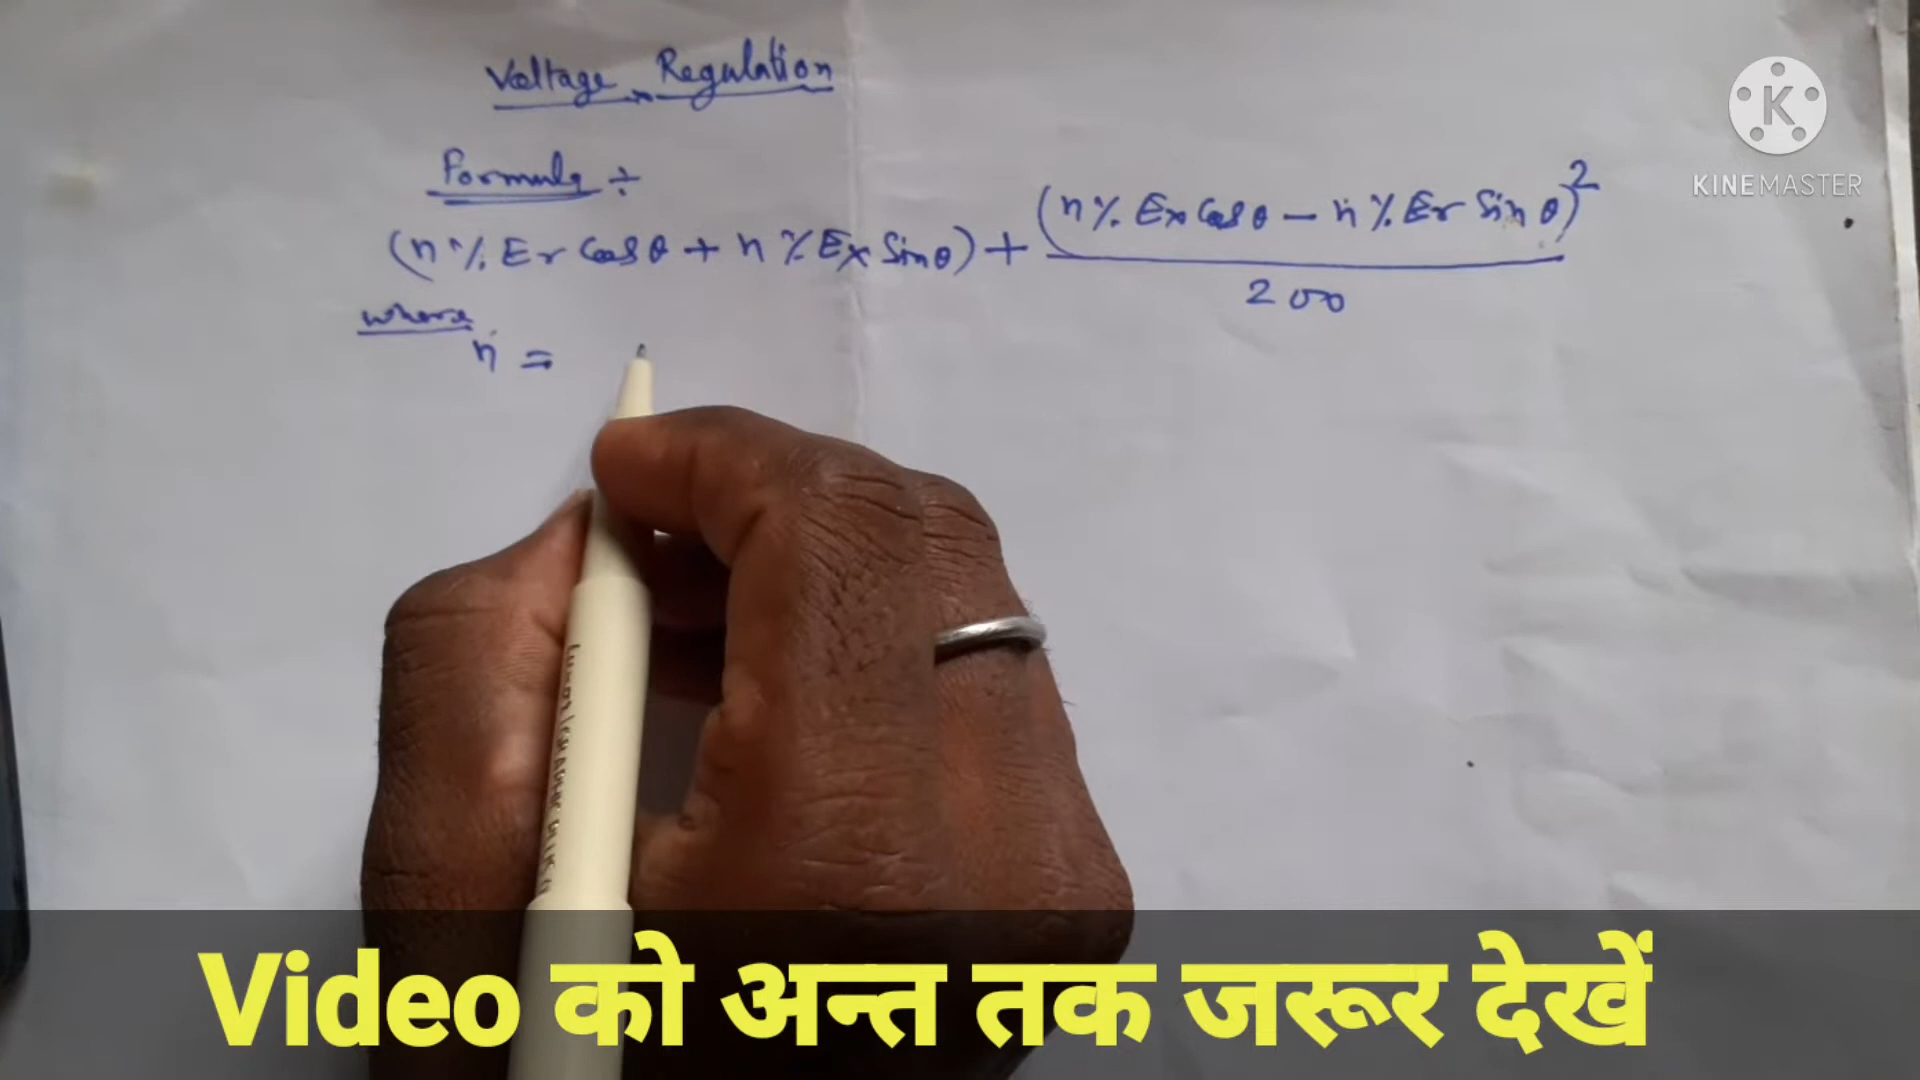 Voltage Regulation
Formula ÷
(n % Er Cosθ + n % Ex Sinθ) + (n % Ex Cosθ − n % Er Sinθ)²
200
where
n =
KINEMASTER
Video को अन्त तक जरूर देखें